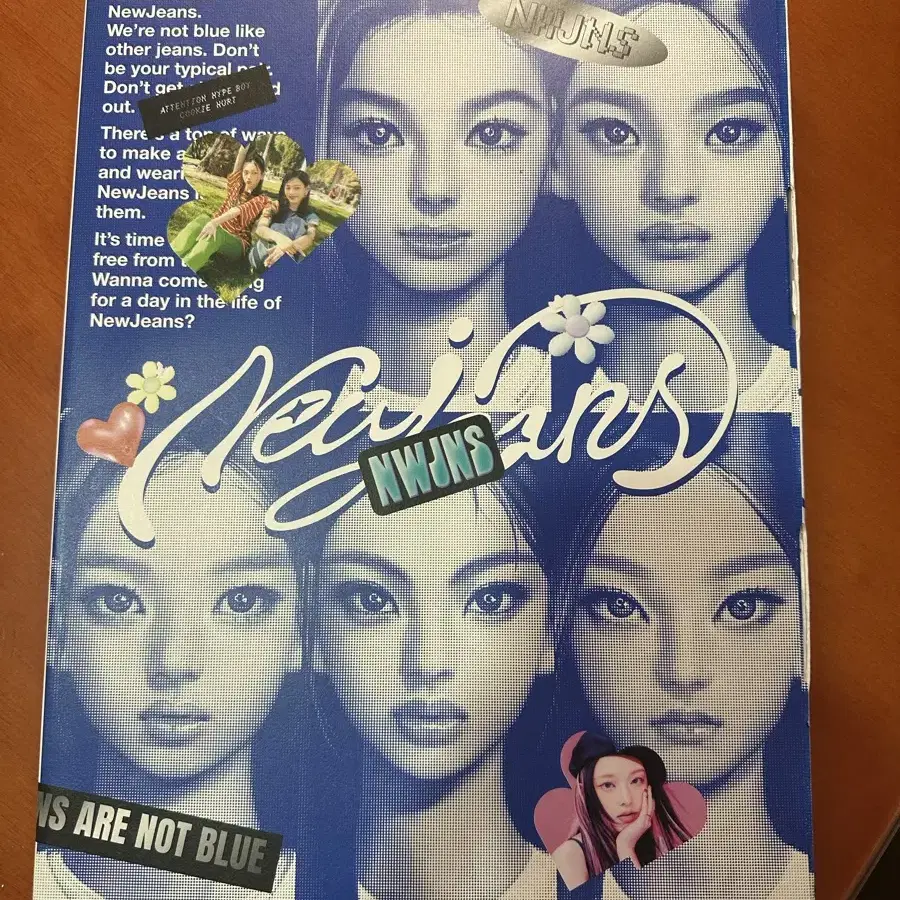 NewJeans.
We're not blue like
other jeans. Don't
be your typical
Don't get
out.
ATTENTION HYPE BOY
COOKIE HURT
There's a ton of ways
to make a
and weari
NewJeans
them.
It's time
free from
Wanna come
for a day in the life of
NewJeans?
NWJNS
NewJeans
NWJNS
NS ARE NOT BLUE